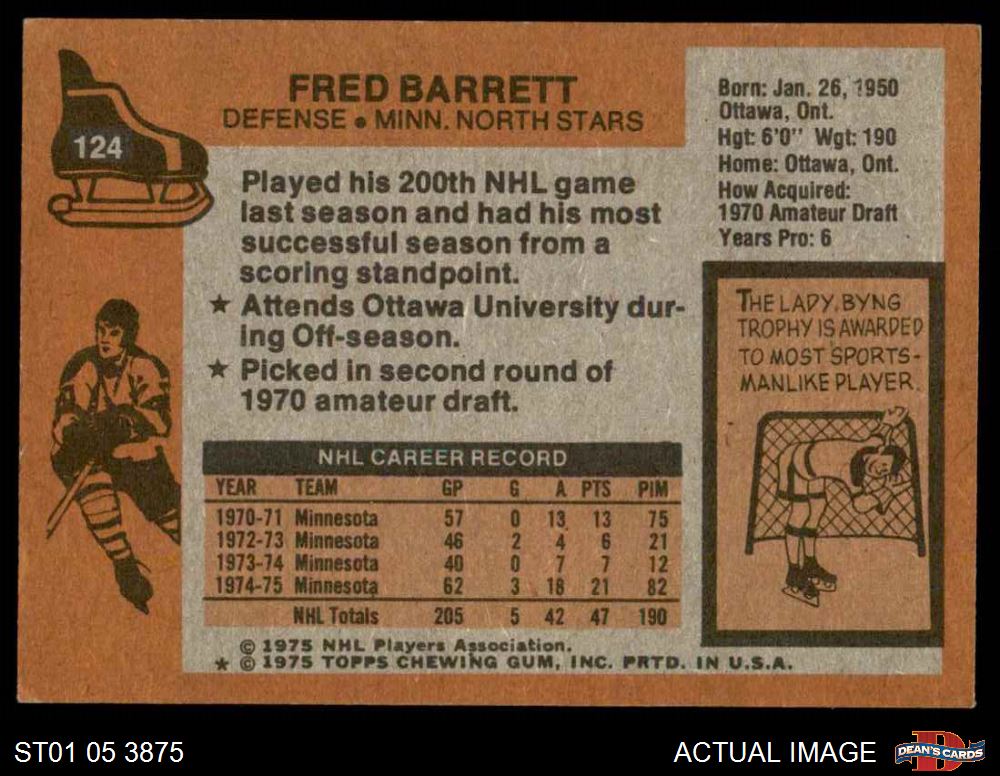 124
FRED BARRETT
DEFENSE • MINN. NORTH STARS
Played his 200th NHL game
last season and had his most
successful season from a
scoring standpoint.
★ Attends Ottawa University dur-
ing Off-season.
★ Picked in second round of
1970 amateur draft.
Born: Jan. 26, 1950
Ottawa, Ont.
Hgt: 6'0" Wgt: 190
Home: Ottawa, Ont.
How Acquired:
1970 Amateur Draft
Years Pro: 6
THE LADY BYNG
TROPHY IS AWARDED
TO MOST SPORTS-
MANLIKE PLAYER.
NHL CAREER RECORD
YEAR TEAM GP G A PTS PIM
1970-71 Minnesota 57 0 13 13 75
1972-73 Minnesota 46 2 4 6 21
1973-74 Minnesota 40 0 7 7 12
1974-75 Minnesota 62 3 18 21 82
NHL Totals 205 5 42 47 190
© 1975 NHL Players Association.
★ © 1975 TOPPS CHEWING GUM, INC. PRTD. IN U.S.A.
ST01 05 3875
ACTUAL IMAGE
D
DEAN'S CARDS